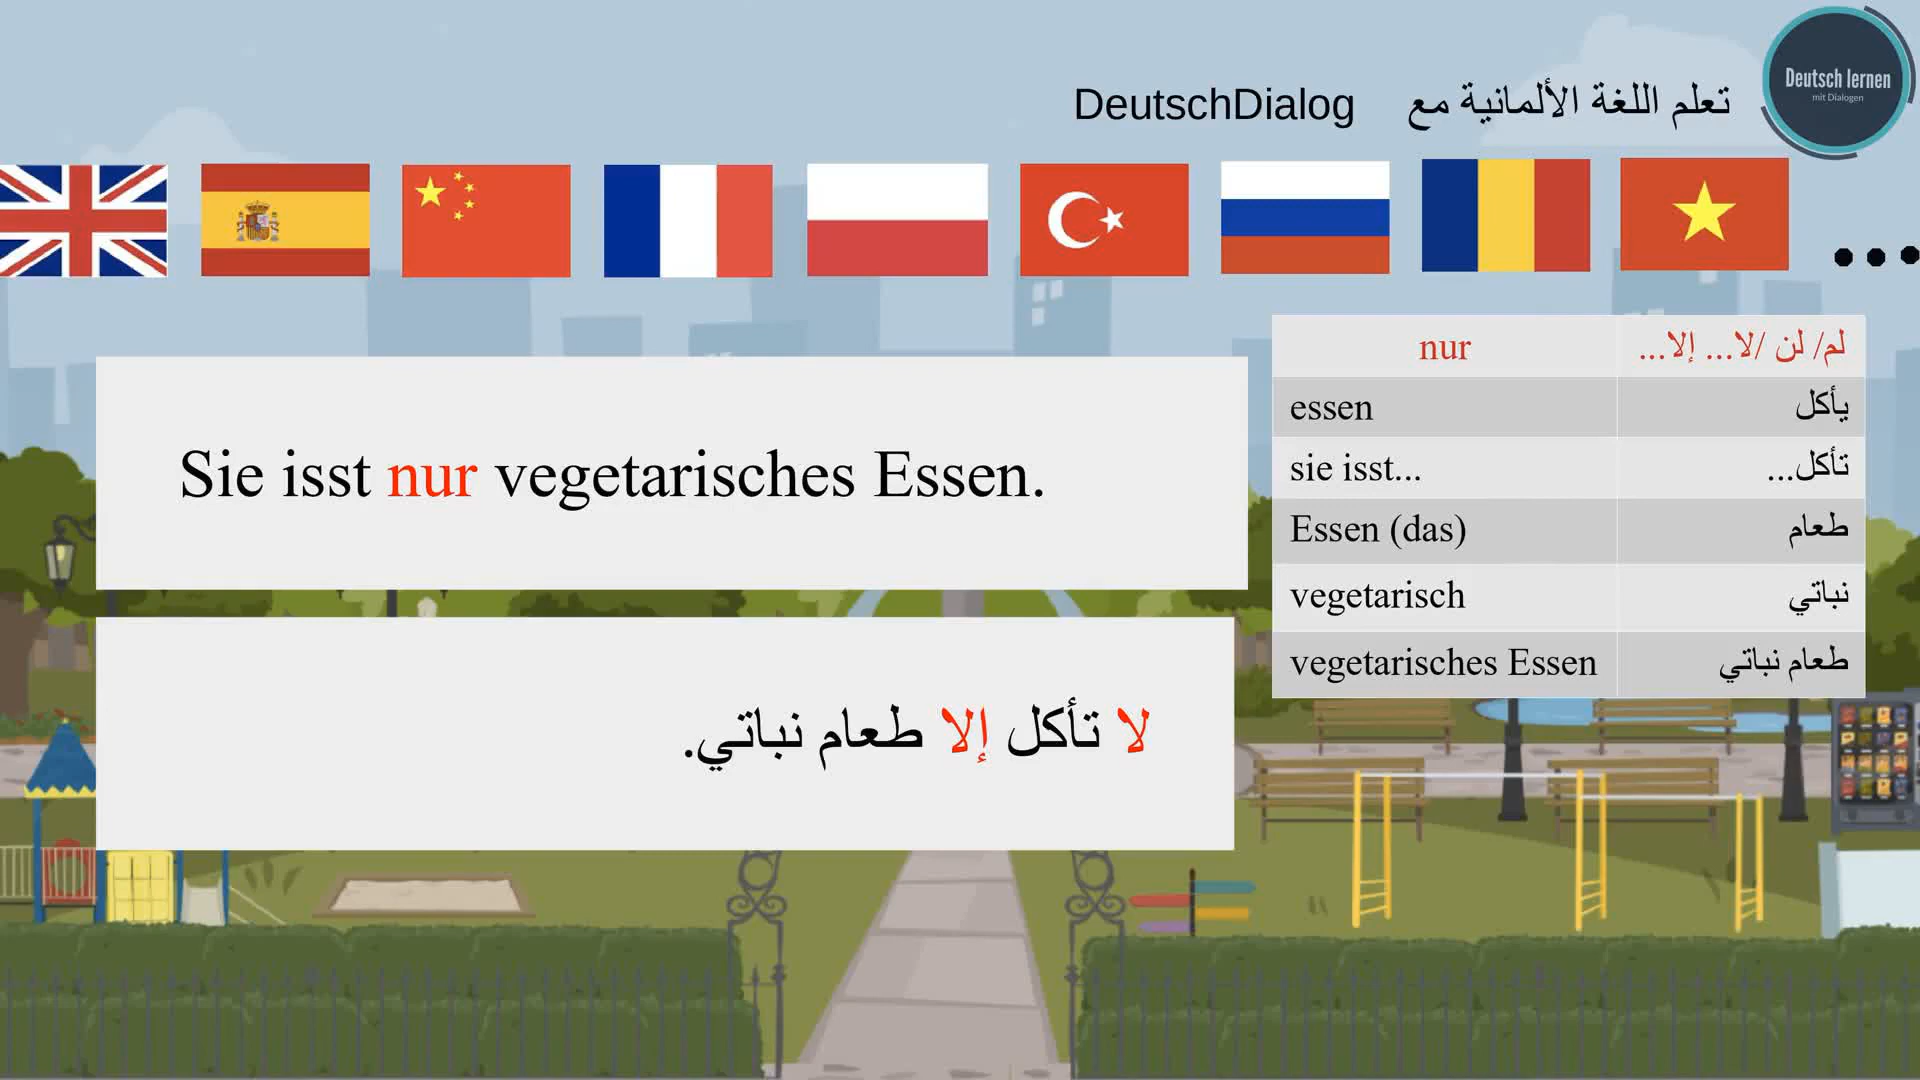 تعلم اللغة الألمانية مع DeutschDialog
Deutsch lernen
mit Dialogen
Sie isst nur vegetarisches Essen.
لا تأكل إلا طعام نباتي.
nur لم/ لن /لا... إلا...
essen يأكل
sie isst... تأكل...
Essen (das) طعام
vegetarisch نباتي
vegetarisches Essen طعام نباتي